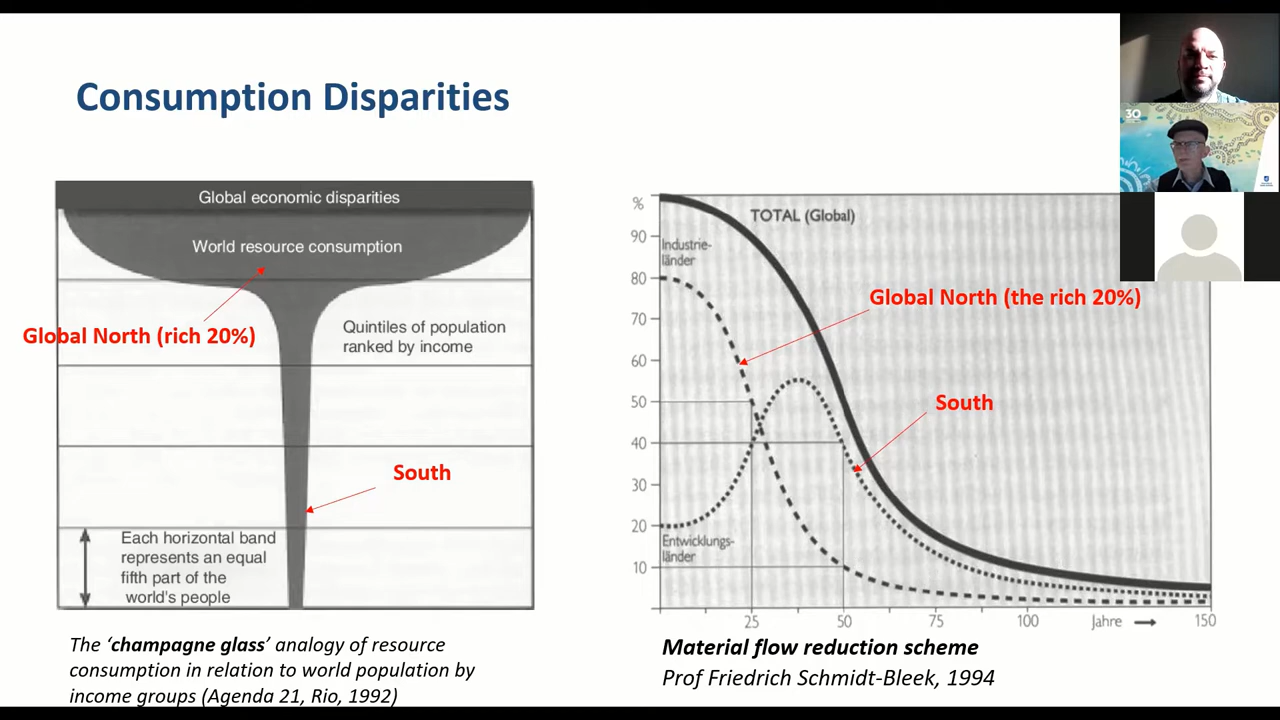 Consumption Disparities
Global economic disparities
World resource consumption
Global North (rich 20%)
Quintiles of population
ranked by income
South
Each horizontal band
represents an equal
fifth part of the
world's people
The ‘champagne glass’ analogy of resource
consumption in relation to world population by
income groups (Agenda 21, Rio, 1992)
%
90
80
70
60
50
40
30
20
10
TOTAL (Global)
Industrie-
länder
Global North (the rich 20%)
South
Entwicklungs-
länder
25 50 75 100 Jahre 150
Material flow reduction scheme
Prof Friedrich Schmidt-Bleek, 1994
30